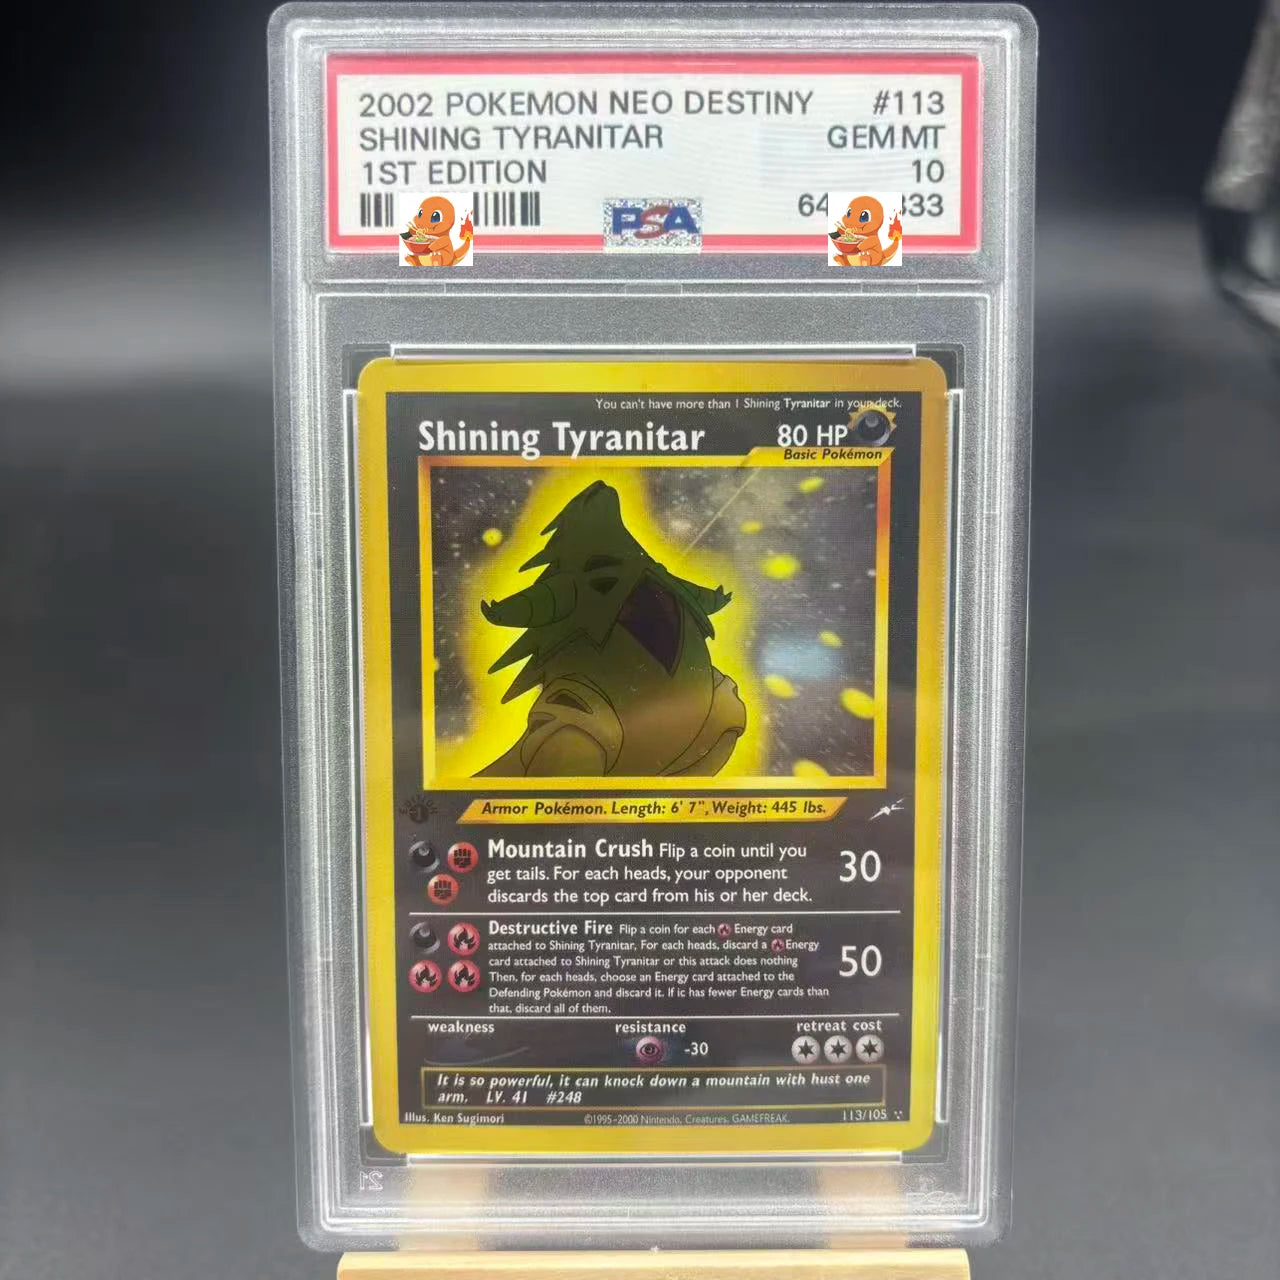 2002 POKEMON NEO DESTINY #113
SHINING TYRANITAR GEM MT
1ST EDITION 10
PSA 64 333
You can't have more than 1 Shining Tyranitar in your deck.
Shining Tyranitar 80 HP
Basic Pokémon
EDITION
1
Armor Pokémon. Length: 6' 7", Weight: 445 lbs.
Mountain Crush Flip a coin until you
get tails. For each heads, your opponent
discards the top card from his or her deck.
30
Destructive Fire Flip a coin for each Energy card
attached to Shining Tyranitar, For each heads, discard a Energy
card attached to Shining Tyranitar or this attack does nothing
Then, for each heads, choose an Energy card attached to the
Defending Pokémon and discard it. If ic has fewer Energy cards than
that, discard all of them.
50
weakness resistance retreat cost
-30
It is so powerful, it can knock down a mountain with hust one
arm. LV. 41 #248
Illus. Ken Sugimori ©1995-2000 Nintendo, Creatures, GAMEFREAK. 113/105